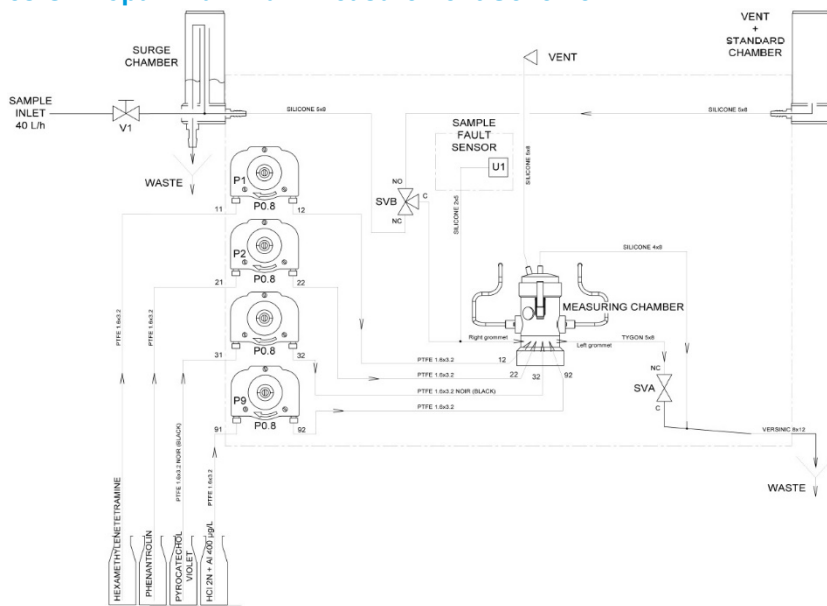 SURGE
CHAMBER
VENT
+
STANDARD
CHAMBER
VENT
SAMPLE
INLET
40 L/h
V1
SILICONE 5x8
SILICONE 5x8
SAMPLE
FAULT
SENSOR
U1
SILICONE 5x8
WASTE
P1
P0.8
11
12
NO
SVB
C
NC
SILICONE 2x5
P2
P0.8
21
22
SILICONE 4x8
MEASURING CHAMBER
Right grommet
Left grommet
TYGON 5x8
P0.8
31
32
PTFE 1.6x3.2
12
PTFE 1.6x3.2
22
32
92
PTFE 1.6x3.2 NOIR (BLACK)
PTFE 1.6x3.2
NC
SVA
C
P9
P0.8
91
92
VERSINIC 8x12
WASTE
PTFE 1.6x3.2
PTFE 1.6x3.2
PTFE 1.6x3.2 NOIR (BLACK)
PTFE 1.6x3.2
HEXAMETHYLENETETRAMINE
PHENANTROLIN
PYROCATECHOL
VIOLET
HCl 2N + Al 400 µg/L